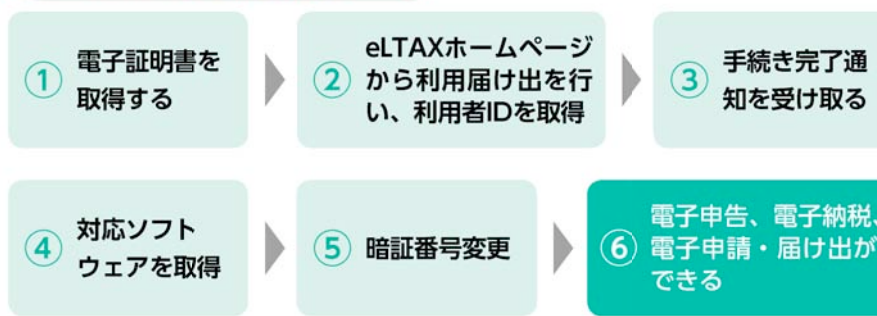 ①
電子証明書を
取得する
②
eLTAXホームページ
から利用届け出を行
い、利用者IDを取得
③
手続き完了通
知を受け取る
④
対応ソフト
ウェアを取得
⑤
暗証番号変更
⑥
電子申告、電子納税、
電子申請・届け出が
できる